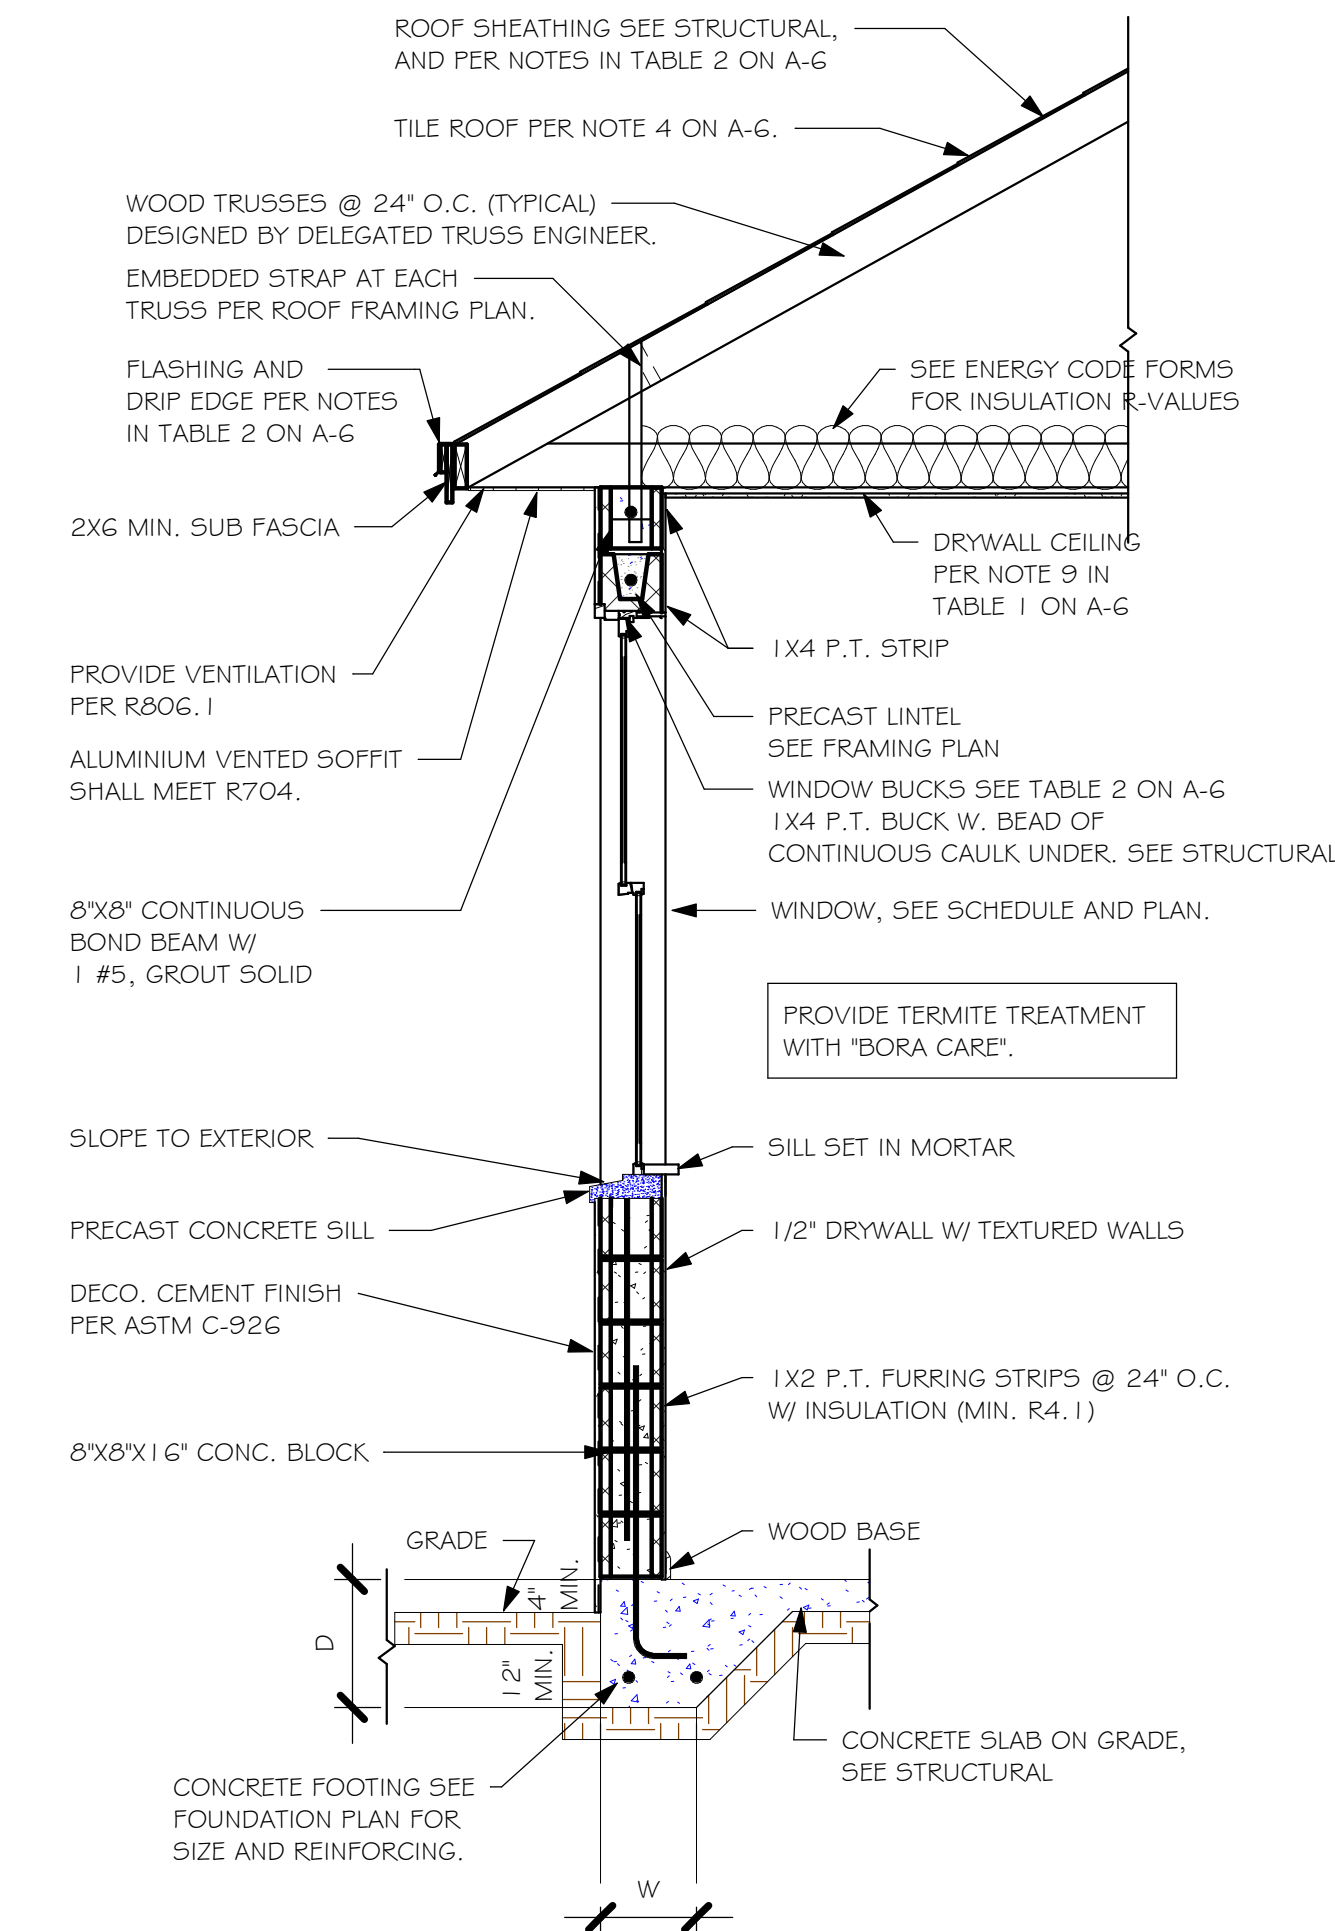 ROOF SHEATHING SEE STRUCTURAL,
AND PER NOTES IN TABLE 2 ON A-6
TILE ROOF PER NOTE 4 ON A-6.
WOOD TRUSSES @ 24" O.C. (TYPICAL)
DESIGNED BY DELEGATED TRUSS ENGINEER.
EMBEDDED STRAP AT EACH
TRUSS PER ROOF FRAMING PLAN.
FLASHING AND
DRIP EDGE PER NOTES
IN TABLE 2 ON A-6
SEE ENERGY CODE FORMS
FOR INSULATION R-VALUES
2X6 MIN. SUB FASCIA
DRYWALL CEILING
PER NOTE 9 IN
TABLE 1 ON A-6
1X4 P.T. STRIP
PROVIDE VENTILATION
PER R806.1
PRECAST LINTEL
SEE FRAMING PLAN
ALUMINIUM VENTED SOFFIT
SHALL MEET R704.
WINDOW BUCKS SEE TABLE 2 ON A-6
1X4 P.T. BUCK W. BEAD OF
CONTINUOUS CAULK UNDER. SEE STRUCTURAL
8"X8" CONTINUOUS
BOND BEAM W/
1 #5, GROUT SOLID
WINDOW, SEE SCHEDULE AND PLAN.
PROVIDE TERMITE TREATMENT
WITH "BORA CARE".
SLOPE TO EXTERIOR
SILL SET IN MORTAR
PRECAST CONCRETE SILL
1/2" DRYWALL W/ TEXTURED WALLS
DECO. CEMENT FINISH
PER ASTM C-926
1X2 P.T. FURRING STRIPS @ 24" O.C.
W/ INSULATION (MIN. R4.1)
8"X8"X16" CONC. BLOCK
WOOD BASE
GRADE
4"
MIN.
D
12"
MIN.
CONCRETE SLAB ON GRADE,
SEE STRUCTURAL
CONCRETE FOOTING SEE
FOUNDATION PLAN FOR
SIZE AND REINFORCING.
W